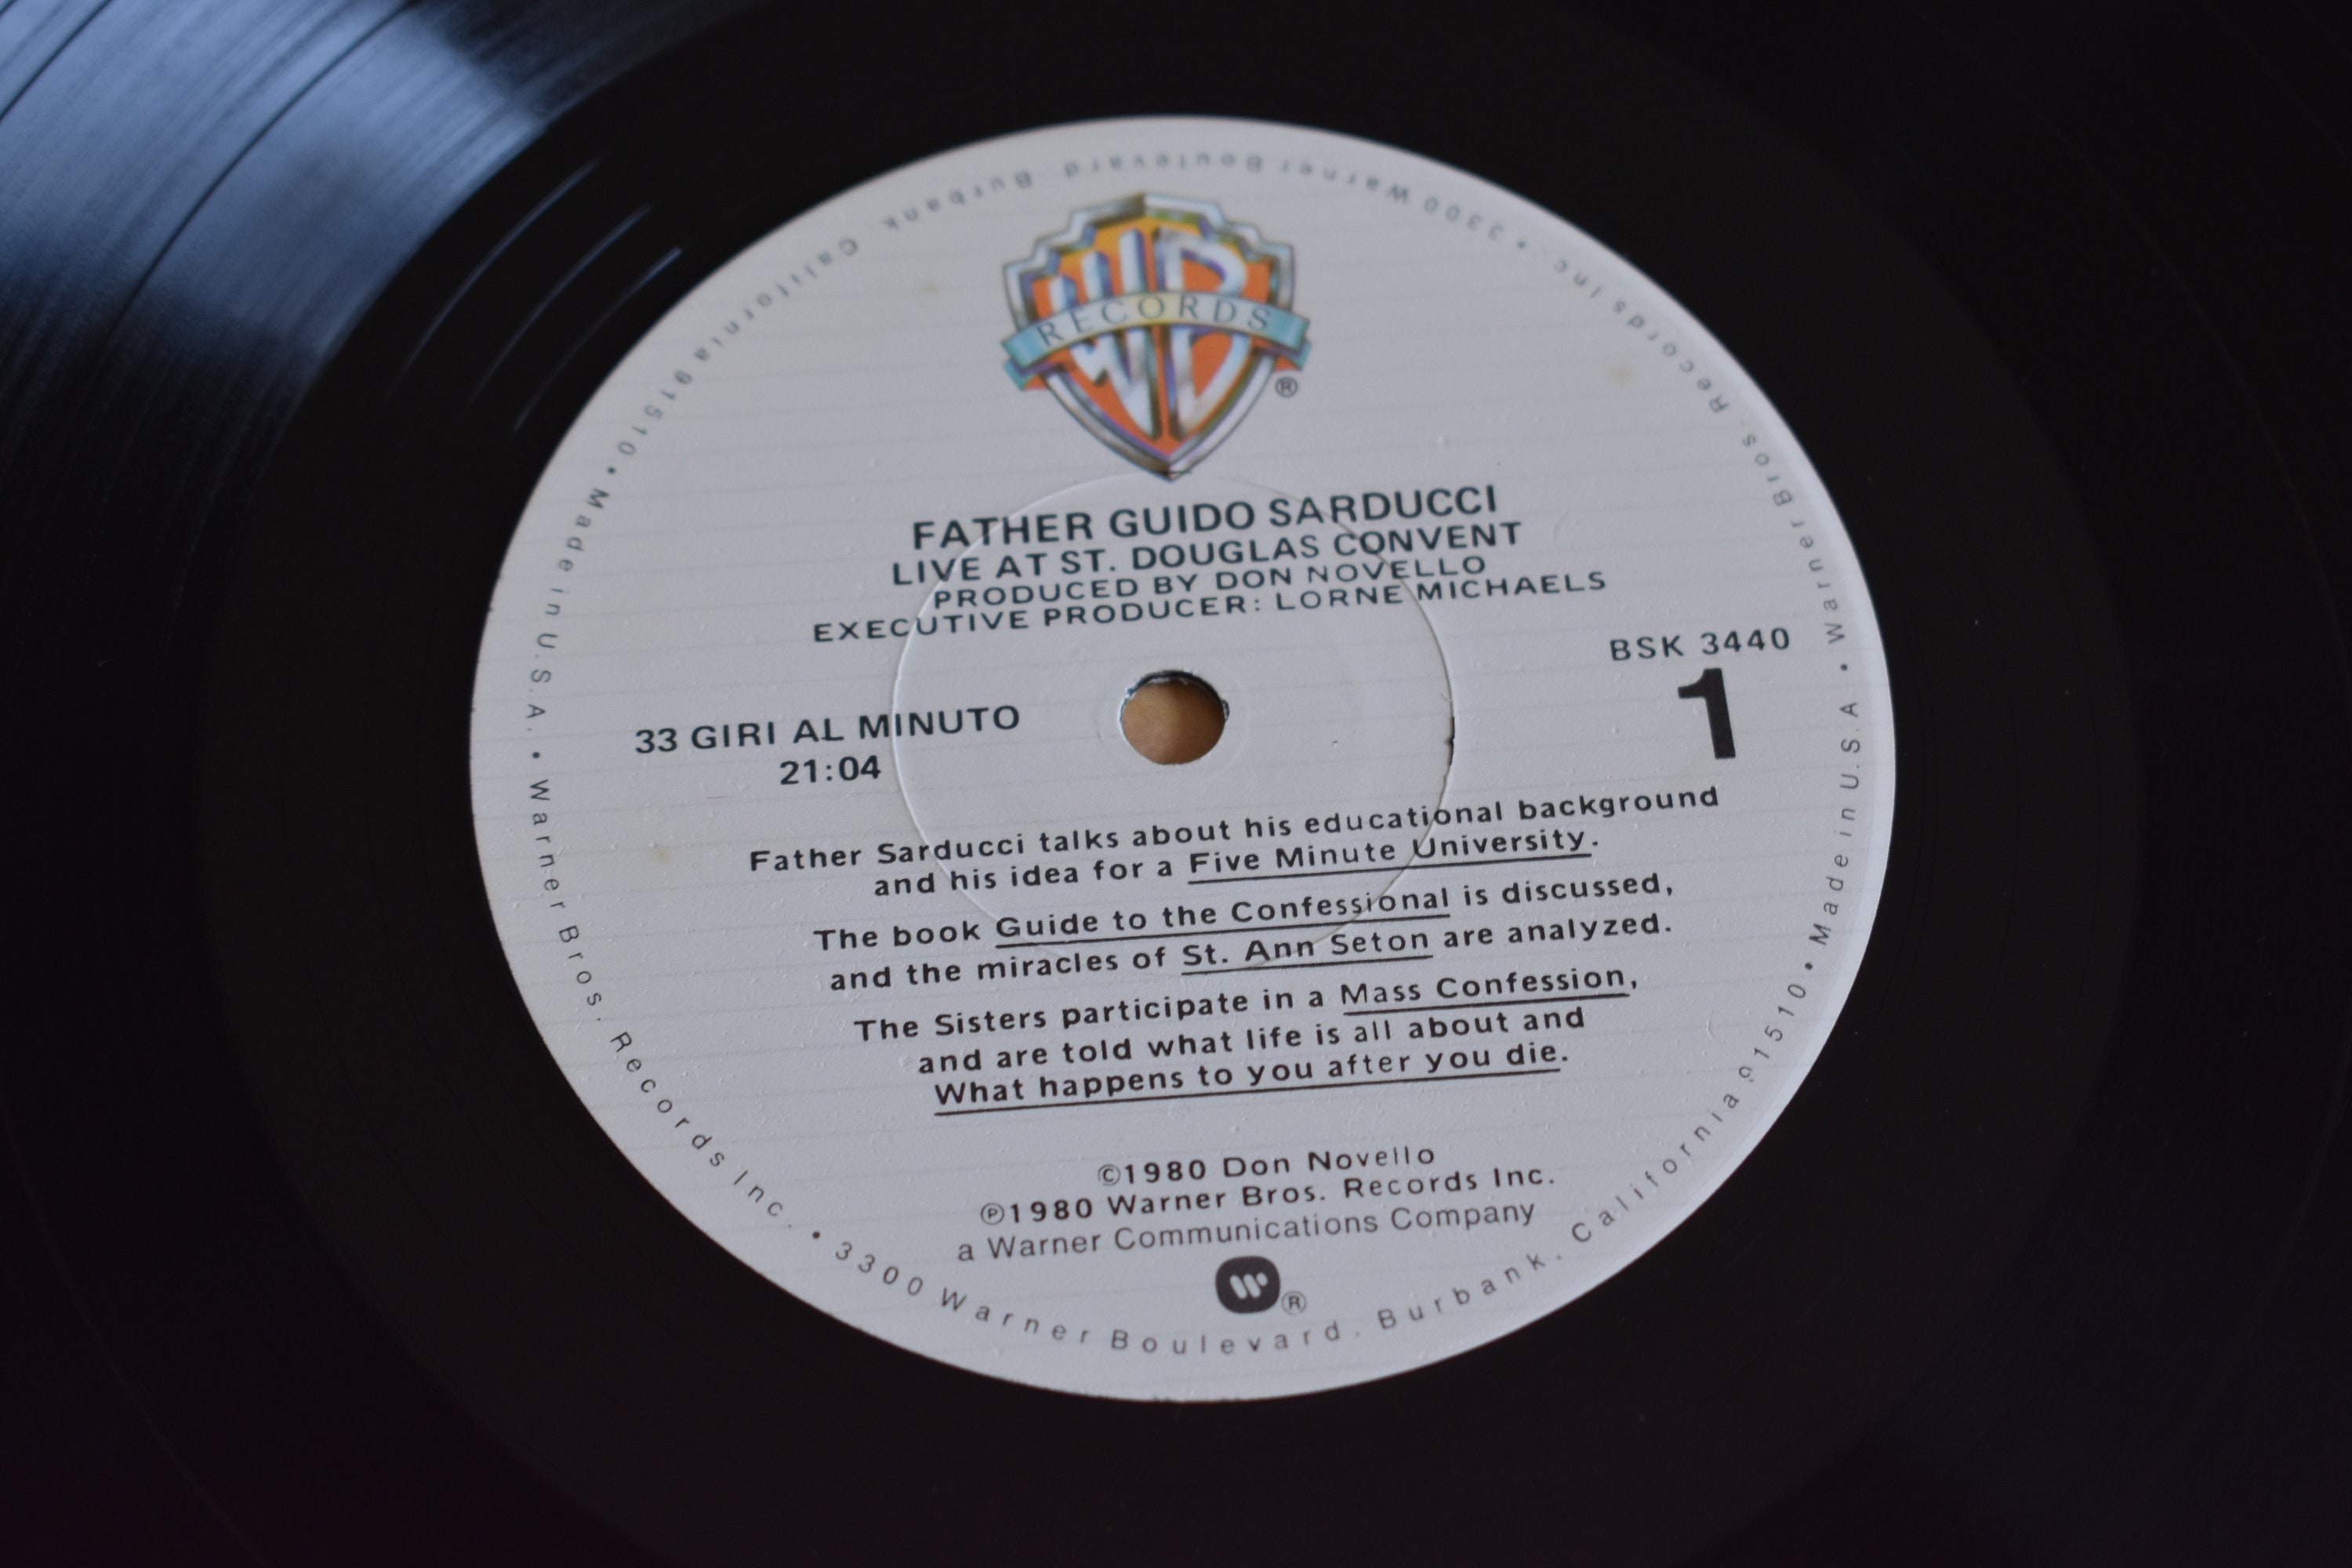 WB
RECORDS
®
FATHER GUIDO SARDUCCI
LIVE AT ST. DOUGLAS CONVENT
PRODUCED BY DON NOVELLO
EXECUTIVE PRODUCER: LORNE MICHAELS
BSK 3440
1
33 GIRI AL MINUTO
21:04
Father Sarducci talks about his educational background
and his idea for a Five Minute University.
The book Guide to the Confessional is discussed,
and the miracles of St. Ann Seton are analyzed.
The Sisters participate in a Mass Confession,
and are told what life is all about and
What happens to you after you die.
©1980 Don Novello
℗1980 Warner Bros. Records Inc.
a Warner Communications Company
W ®
Warner Bros. Records Inc. • 3300 Warner Boulevard. Burbank. California 91510 • Made in U.S.A. •
Warner Bros. Records Inc. • 3300 Warner Boulevard. Burbank. California 91510 • Made in U.S.A. •